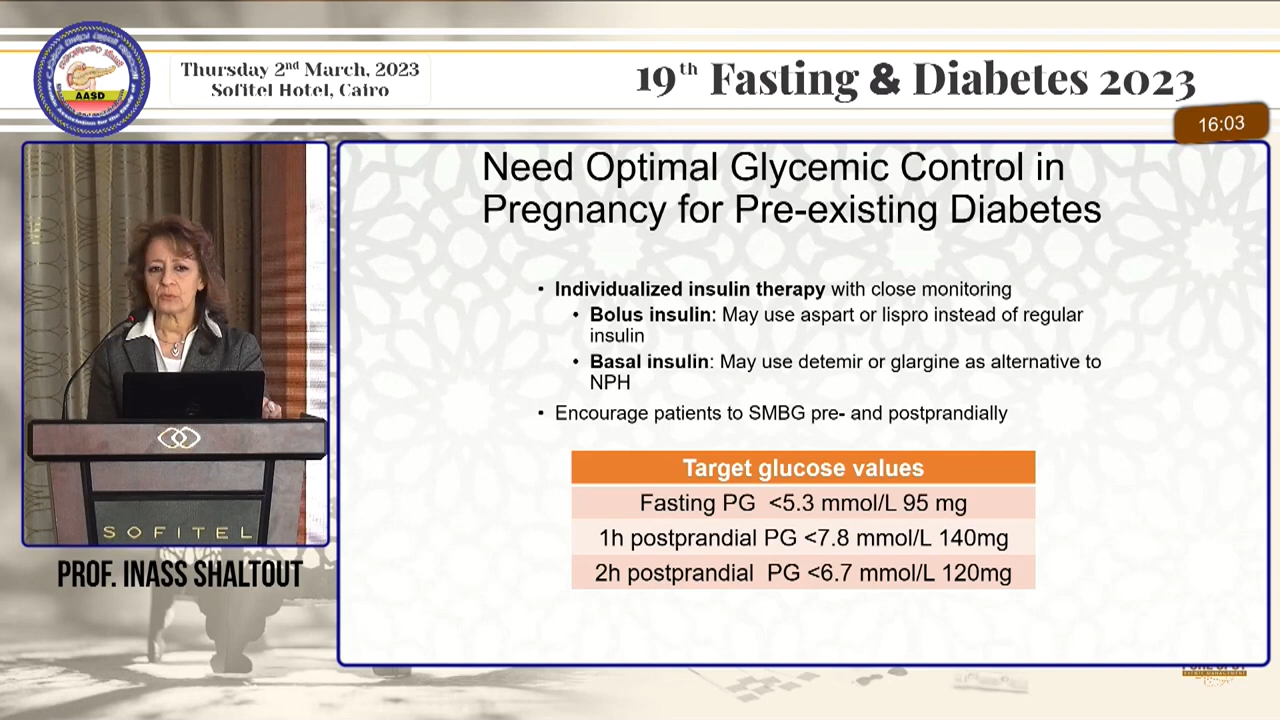 Thursday 2nd March, 2023
Sofitel Hotel, Cairo
19th Fasting & Diabetes 2023
AASD
16:03
Need Optimal Glycemic Control in
Pregnancy for Pre-existing Diabetes
• Individualized insulin therapy with close monitoring
• Bolus insulin: May use aspart or lispro instead of regular
insulin
• Basal insulin: May use detemir or glargine as alternative to
NPH
• Encourage patients to SMBG pre- and postprandially
Target glucose values
Fasting PG <5.3 mmol/L 95 mg
1h postprandial PG <7.8 mmol/L 140mg
2h postprandial PG <6.7 mmol/L 120mg
SOFITEL
PROF. INASS SHALTOUT